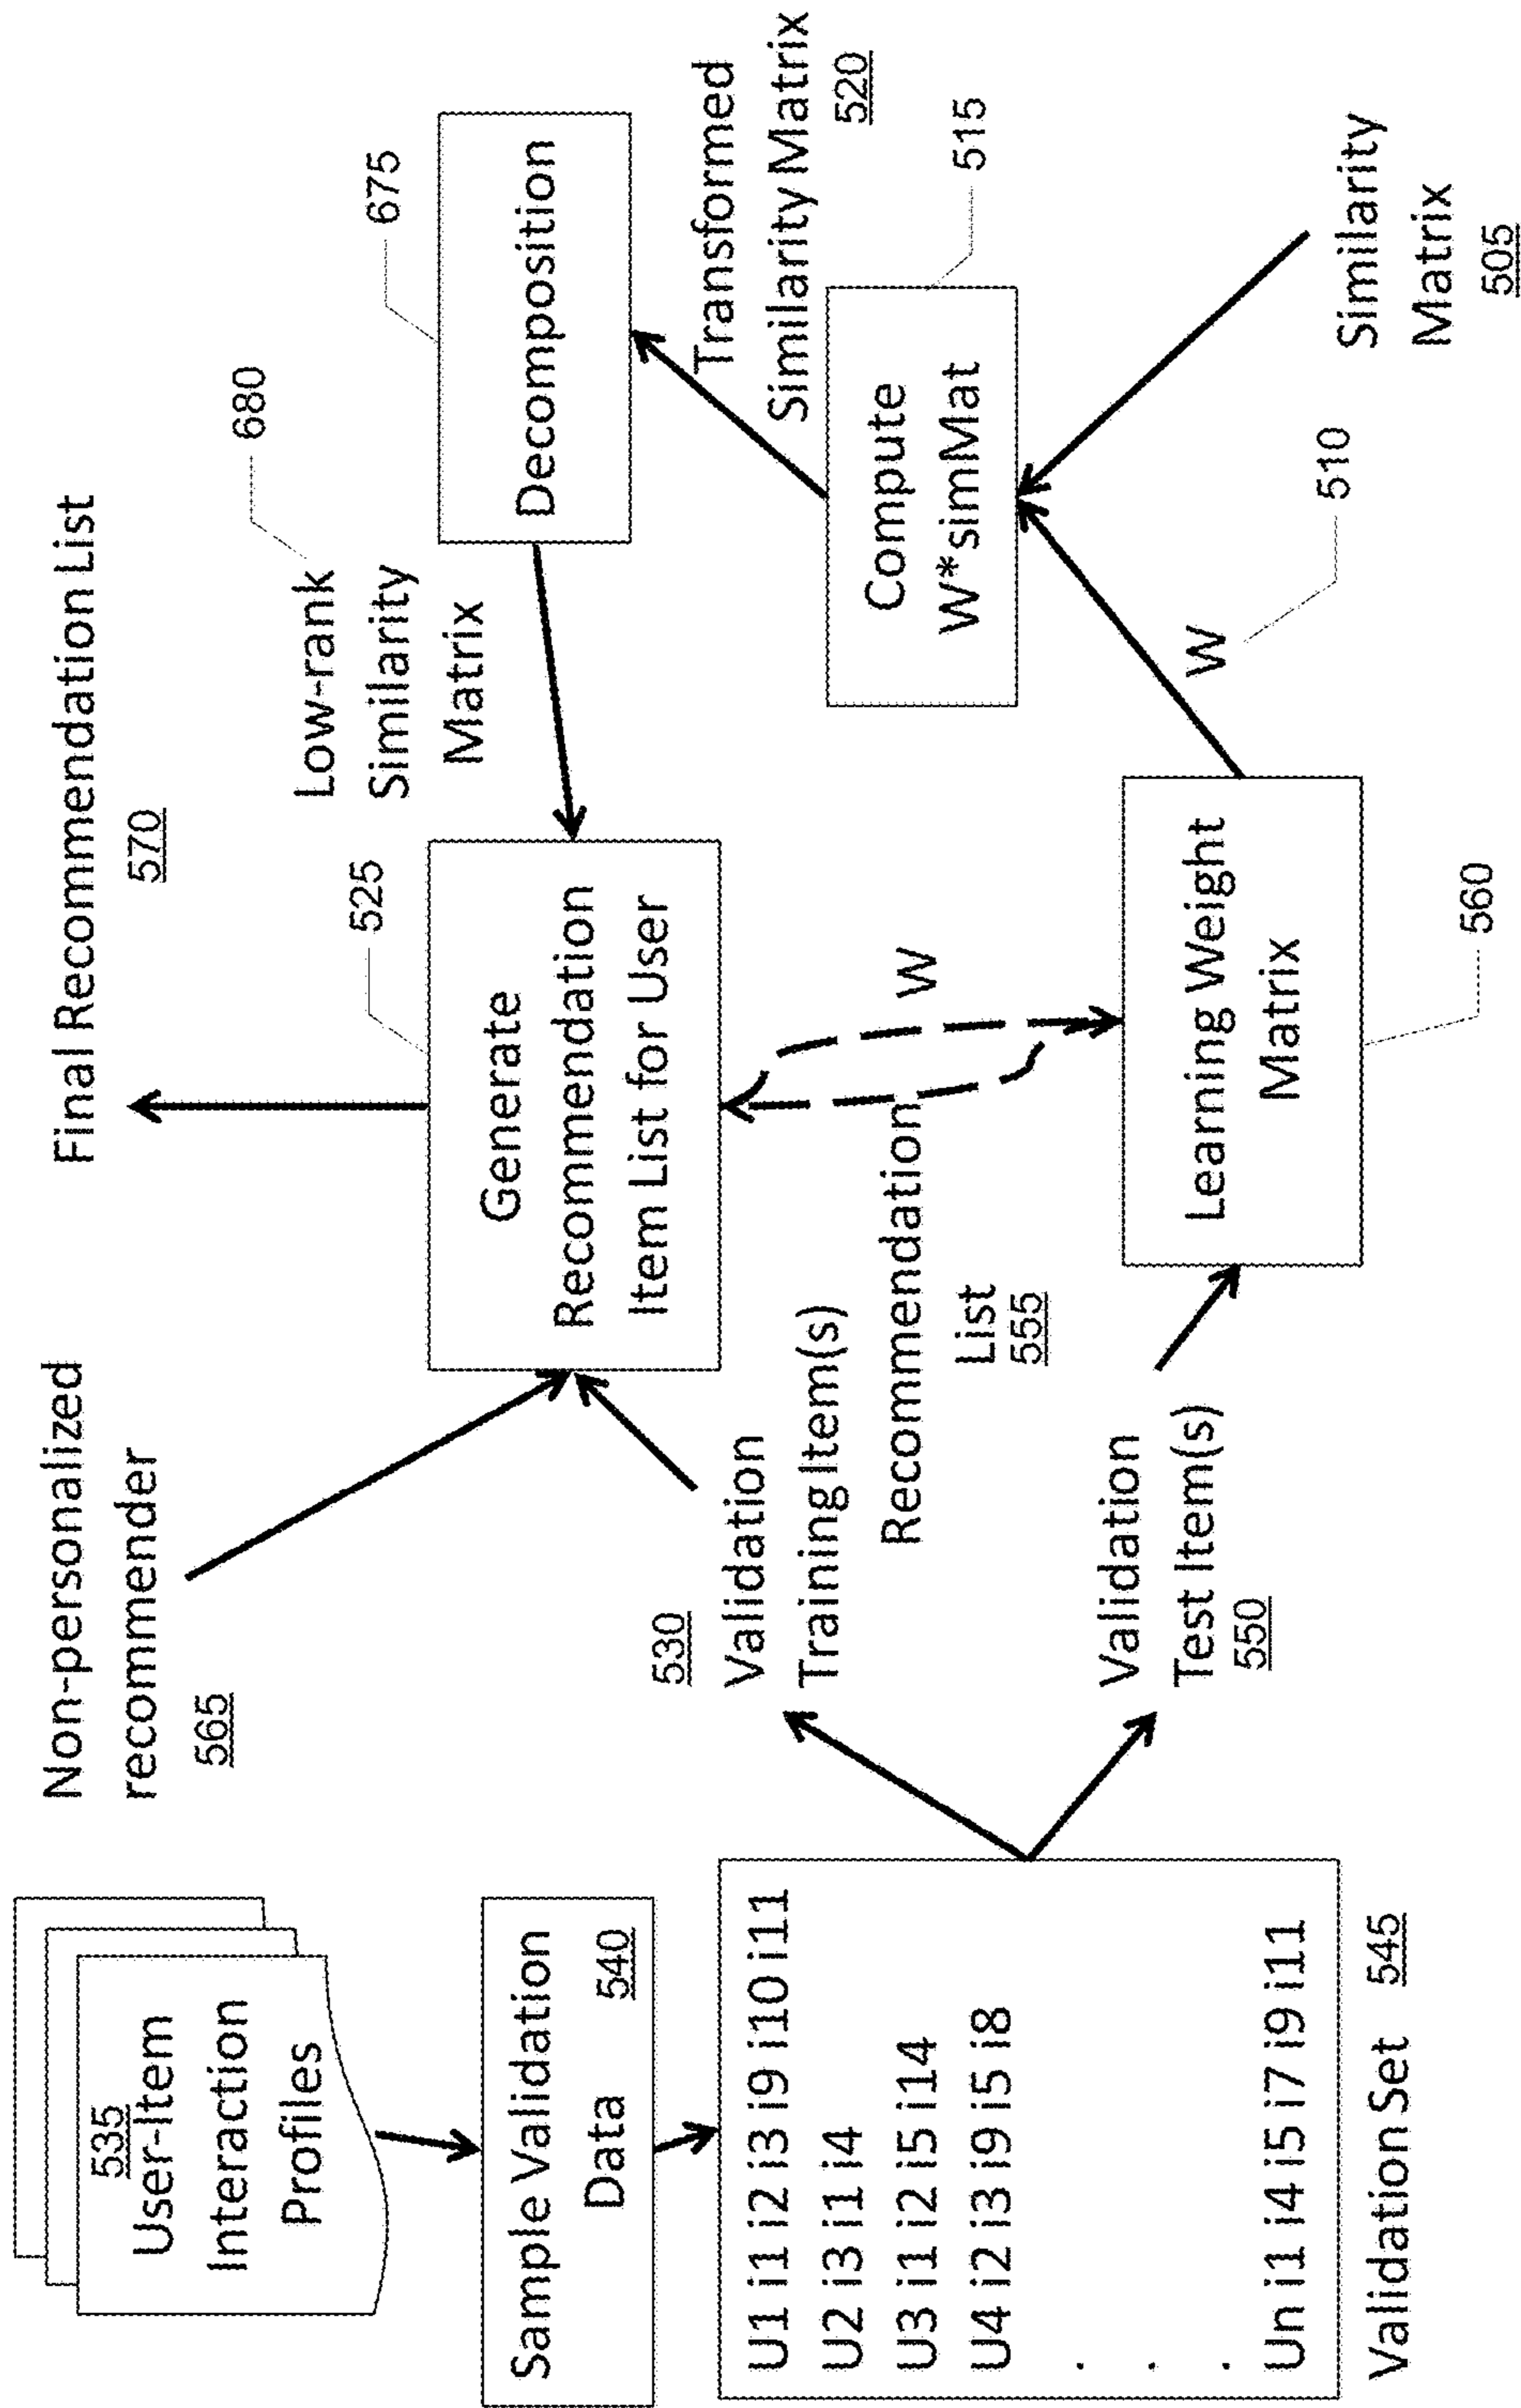 535
User-Item
Interaction
Profiles
Sample Validation
Data 540
U1 i1 i2 i3 i9 i10 i11
U2 i3 i1 i4
U3 i1 i2 i5 i14
U4 i2 i3 i9 i5 i8
. . .
Un i1 i4 i5 i7 i9 i11
Validation Set 545
Non-personalized
recommender
565
530
Validation
Training Item(s)
Validation
Test Item(s)
550
Final Recommendation List
570
525
Generate
Recommendation
Item List for User
Recommendation
List
555
W
Learning Weight
Matrix
560
Low-rank
Similarity
Matrix
680
Decomposition
675
Transformed
Similarity Matrix
520
Compute
W*simMat
515
W
510
Similarity
Matrix
505